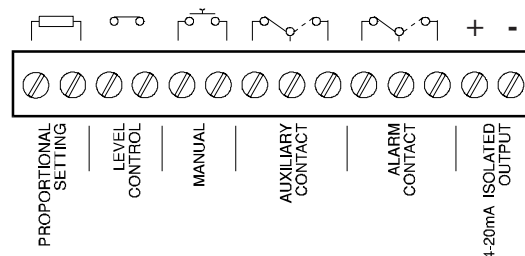 + -
PROPORTIONAL
SETTING
LEVEL
CONTROL
MANUAL
AUXILIARY
CONTACT
ALARM
CONTACT
4-20mA ISOLATED
OUTPUT